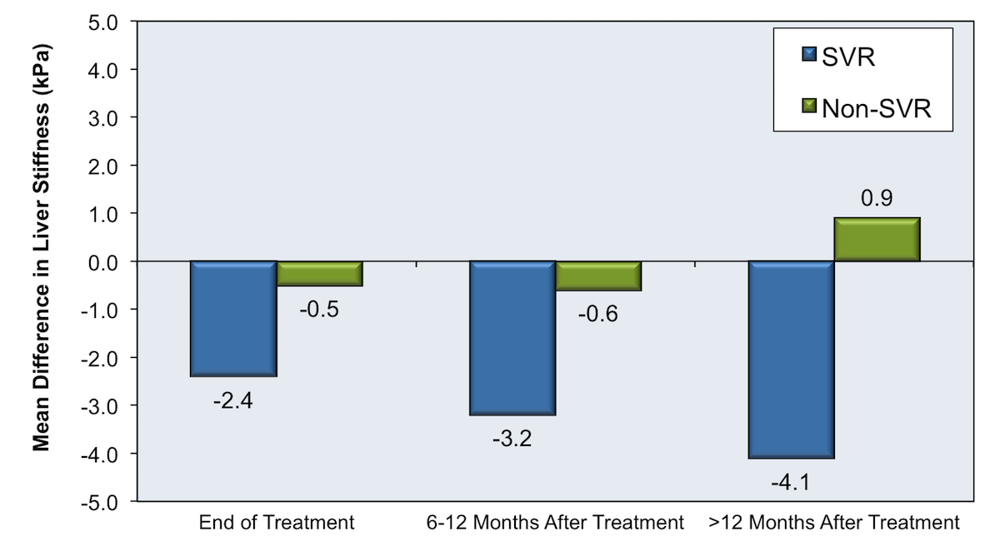 Mean Difference in Liver Stiffness (kPa)
5.0
4.0
3.0
2.0
1.0
0.0
-1.0
-2.0
-3.0
-4.0
-5.0
SVR
Non-SVR
-2.4
-0.5
-3.2
-0.6
-4.1
0.9
End of Treatment
6-12 Months After Treatment
>12 Months After Treatment